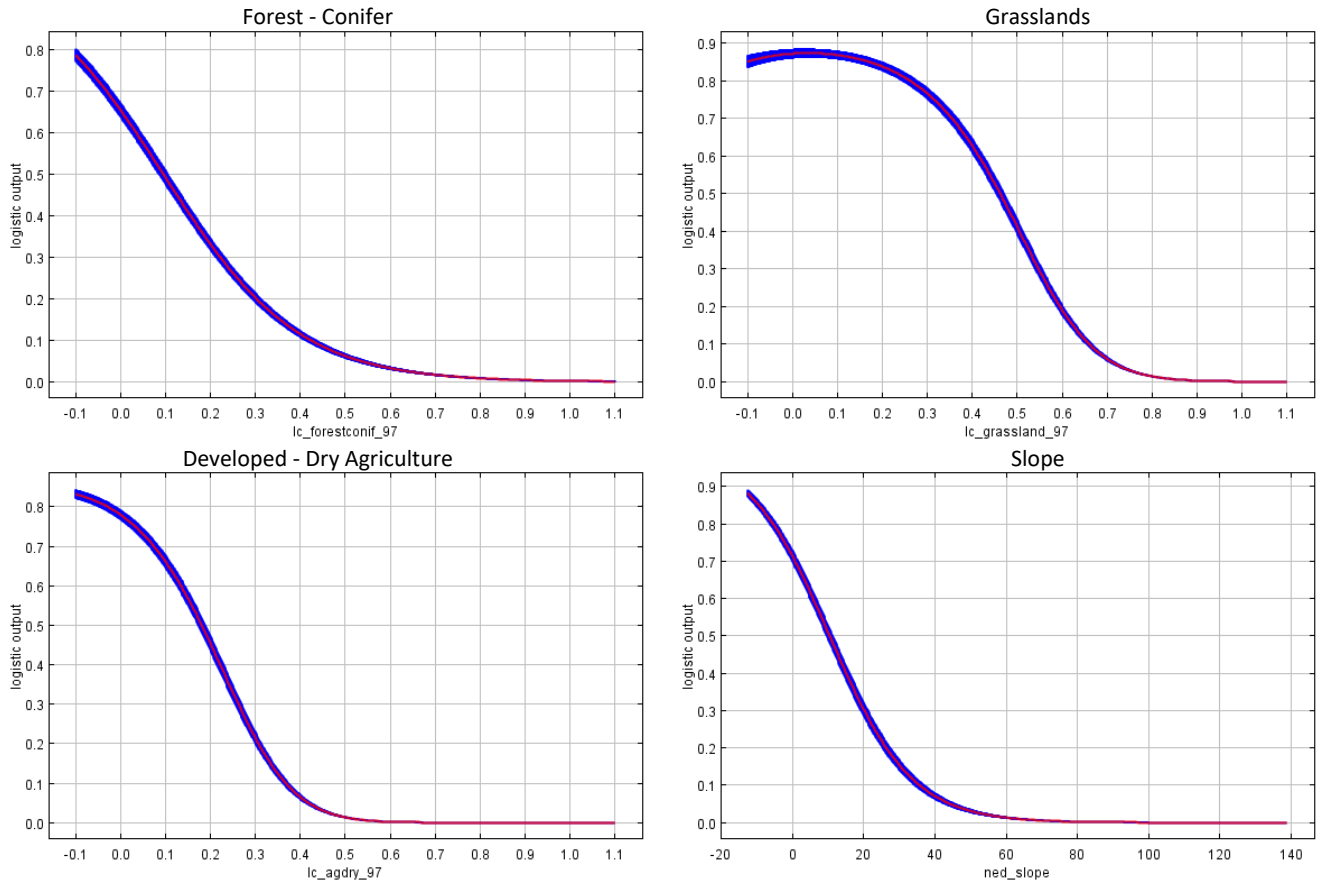 Forest - Conifer
0.8
0.7
0.6
0.5
0.4
0.3
0.2
0.1
0.0
logistic output
-0.1 0.0 0.1 0.2 0.3 0.4 0.5 0.6 0.7 0.8 0.9 1.0 1.1
lc_forestconif_97
Grasslands
0.9
0.8
0.7
0.6
0.5
0.4
0.3
0.2
0.1
0.0
logistic output
-0.1 0.0 0.1 0.2 0.3 0.4 0.5 0.6 0.7 0.8 0.9 1.0 1.1
lc_grassland_97
Developed - Dry Agriculture
0.8
0.7
0.6
0.5
0.4
0.3
0.2
0.1
0.0
logistic output
-0.1 0.0 0.1 0.2 0.3 0.4 0.5 0.6 0.7 0.8 0.9 1.0 1.1
lc_agdry_97
Slope
0.9
0.8
0.7
0.6
0.5
0.4
0.3
0.2
0.1
0.0
logistic output
-20 0 20 40 60 80 100 120 140
ned_slope